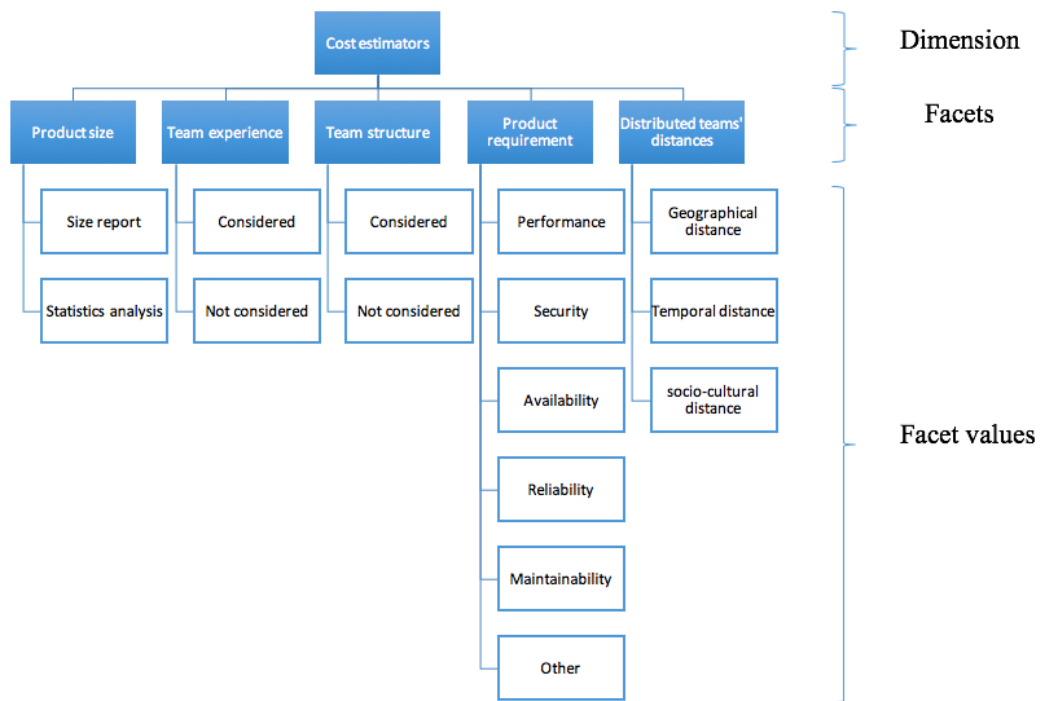 Cost estimators
Dimension
Product size
Team experience
Team structure
Product
requirement
Distributed teams'
distances
Facets
Size report
Considered
Considered
Performance
Geographical
distance
Statistics analysis
Not considered
Not considered
Security
Temporal distance
Availability
socio-cultural
distance
Facet values
Reliability
Maintainability
Other